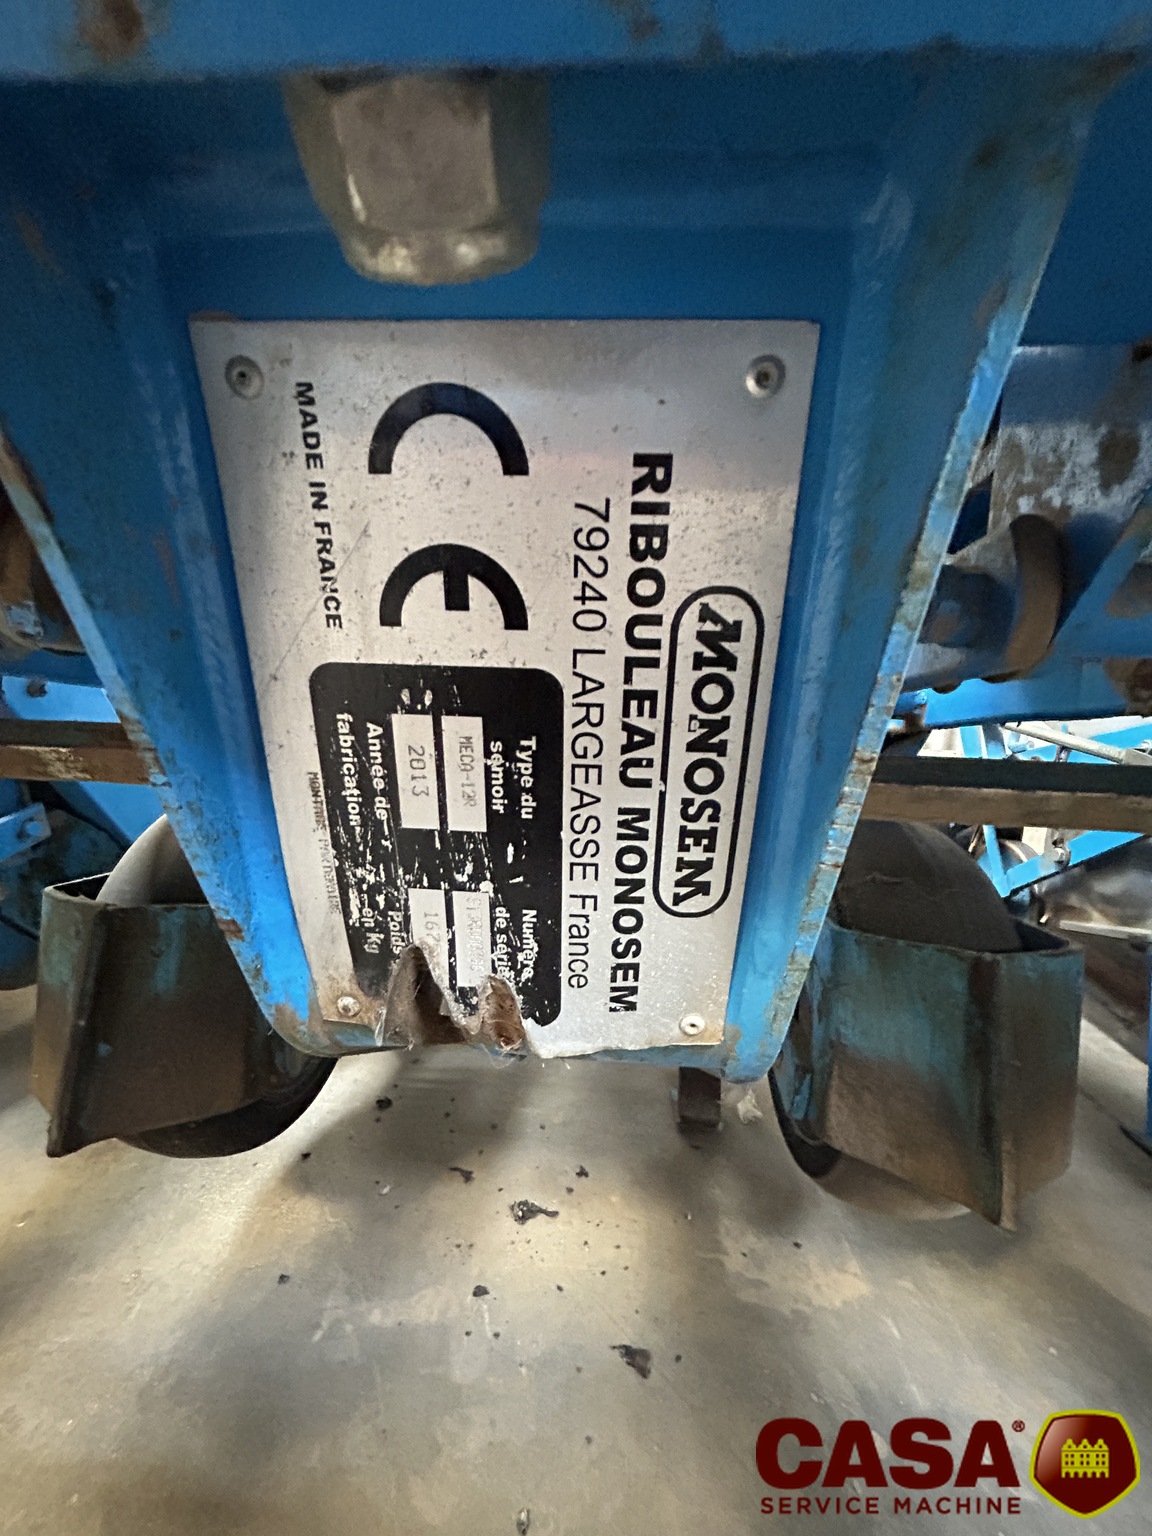 MONOSEM
RIBOULEAU MONOSEM
79240 LARGEASSE France
Type du
semoir
MECA-12R
Numéro
de série
Année de
fabrication
2013
Poids
en kg
CE
MADE IN FRANCE
CASA®
SERVICE MACHINE